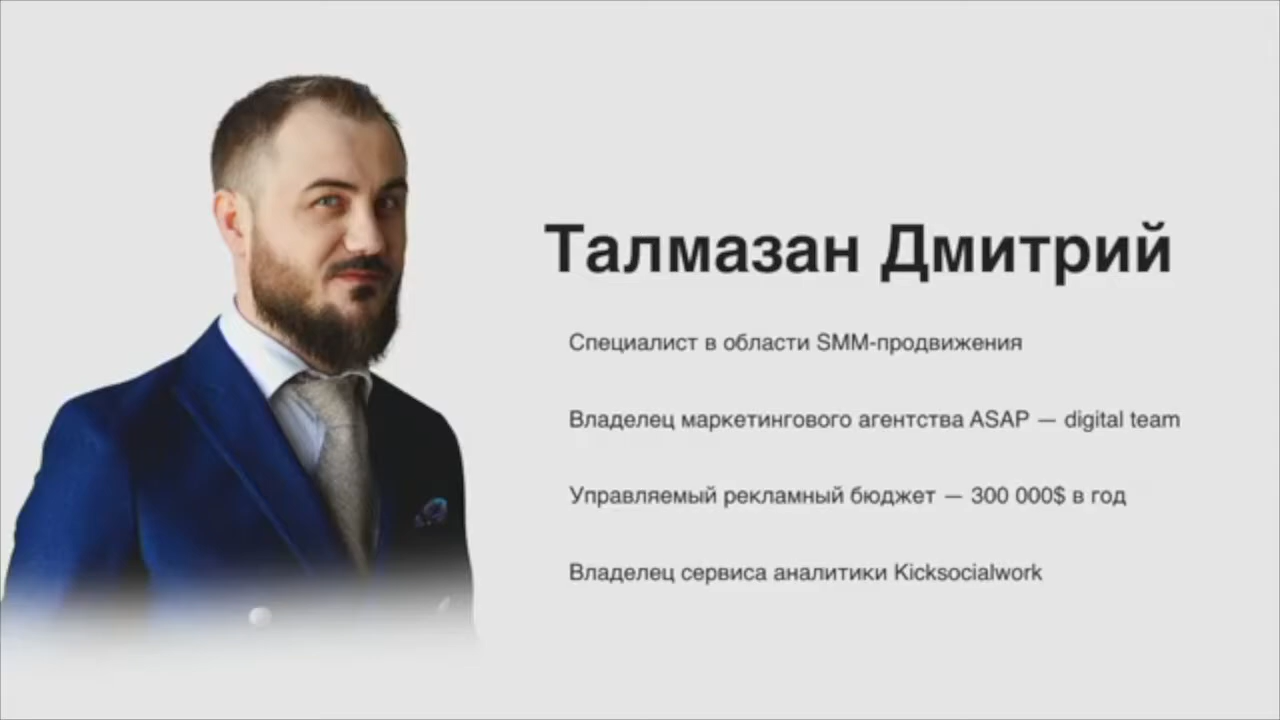 Талмазан Дмитрий
Специалист в области SMM-продвижения
Владелец маркетингового агентства ASAP — digital team
Управляемый рекламный бюджет — 300 000$ в год
Владелец сервиса аналитики Kicksocialwork